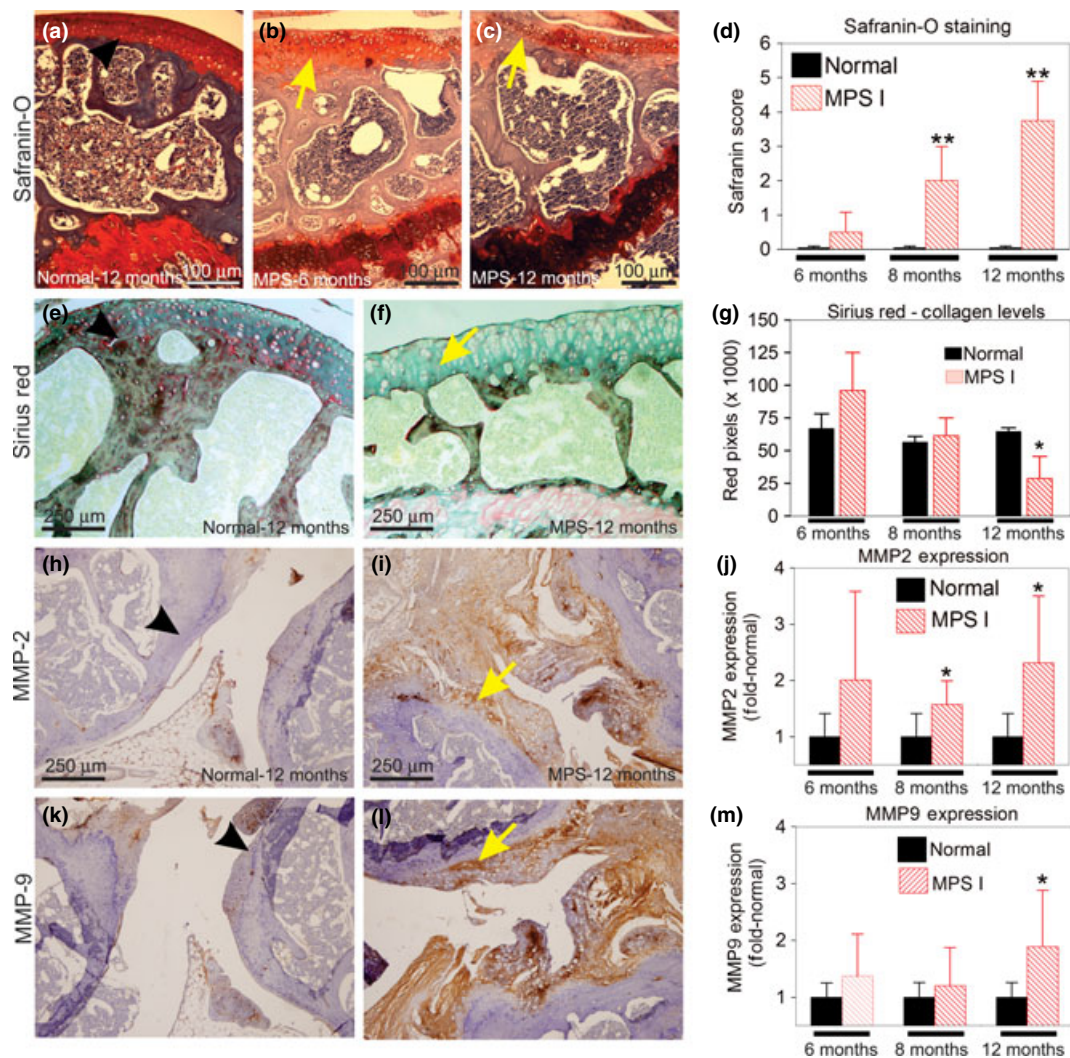 Safranin-O
(a)
Normal-12 months
100 μm
(b)
MPS-6 months
100 μm
(c)
MPS-12 months
100 μm
(d)
Safranin-O staining
Safranin score
6
5
4
3
2
1
0
Normal
MPS I
**
**
6 months
8 months
12 months
Sirius red
(e)
250 μm
Normal-12 months
(f)
250 μm
MPS-12 months
(g)
Sirius red - collagen levels
Red pixels (x 1000)
150
125
100
75
50
25
0
Normal
MPS I
*
6 months
8 months
12 months
MMP-2
(h)
250 μm
Normal-12 months
(i)
MPS-12 months
(j)
MMP2 expression
MMP2 expression
(fold-normal)
4
3
2
1
Normal
MPS I
*
*
6 months
8 months
12 months
MMP-9
(k)
(l)
(m)
MMP9 expression
MMP9 expression
(fold-normal)
4
3
2
1
Normal
MPS I
*
6 months
8 months
12 months